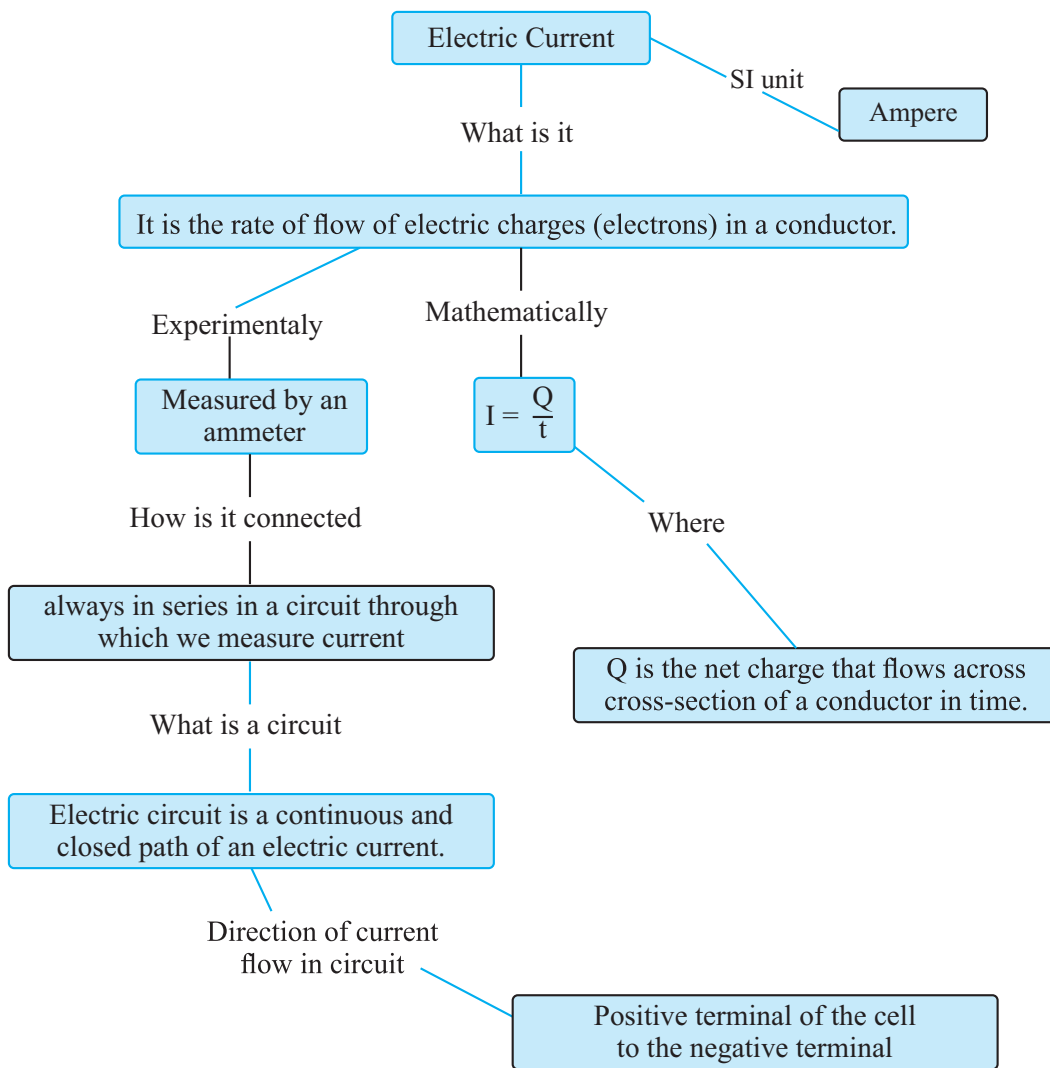 Electric Current
SI unit
Ampere
What is it
It is the rate of flow of electric charges (electrons) in a conductor.
Experimentaly
Mathematically
Measured by an
ammeter
I = Q/t
How is it connected
Where
always in series in a circuit through
which we measure current
Q is the net charge that flows across
cross-section of a conductor in time.
What is a circuit
Electric circuit is a continuous and
closed path of an electric current.
Direction of current
flow in circuit
Positive terminal of the cell
to the negative terminal